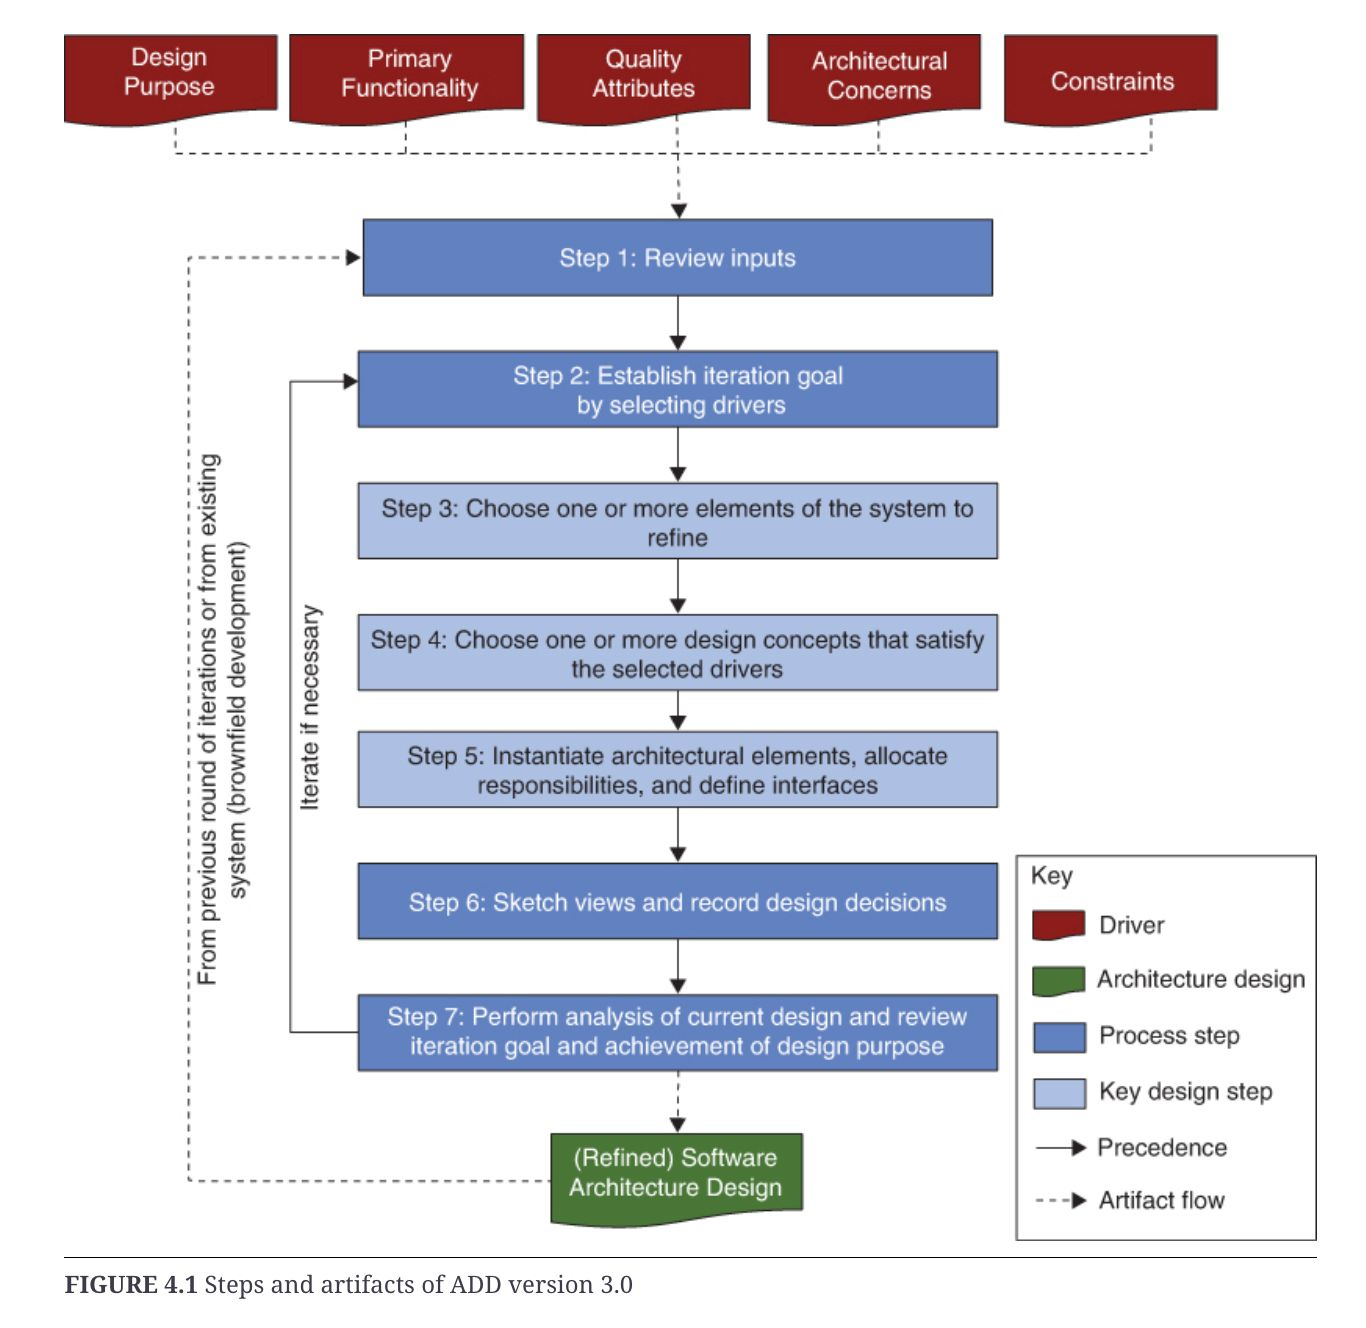 Design
Purpose
Primary
Functionality
Quality
Attributes
Architectural
Concerns
Constraints
Step 1: Review inputs
Step 2: Establish iteration goal
by selecting drivers
Step 3: Choose one or more elements of the system to
refine
Step 4: Choose one or more design concepts that satisfy
the selected drivers
Step 5: Instantiate architectural elements, allocate
responsibilities, and define interfaces
Step 6: Sketch views and record design decisions
Step 7: Perform analysis of current design and review
iteration goal and achievement of design purpose
(Refined) Software
Architecture Design
From previous round of iterations or from existing
system (brownfield development)
Iterate if necessary
Key
Driver
Architecture design
Process step
Key design step
Precedence
Artifact flow
FIGURE 4.1 Steps and artifacts of ADD version 3.0